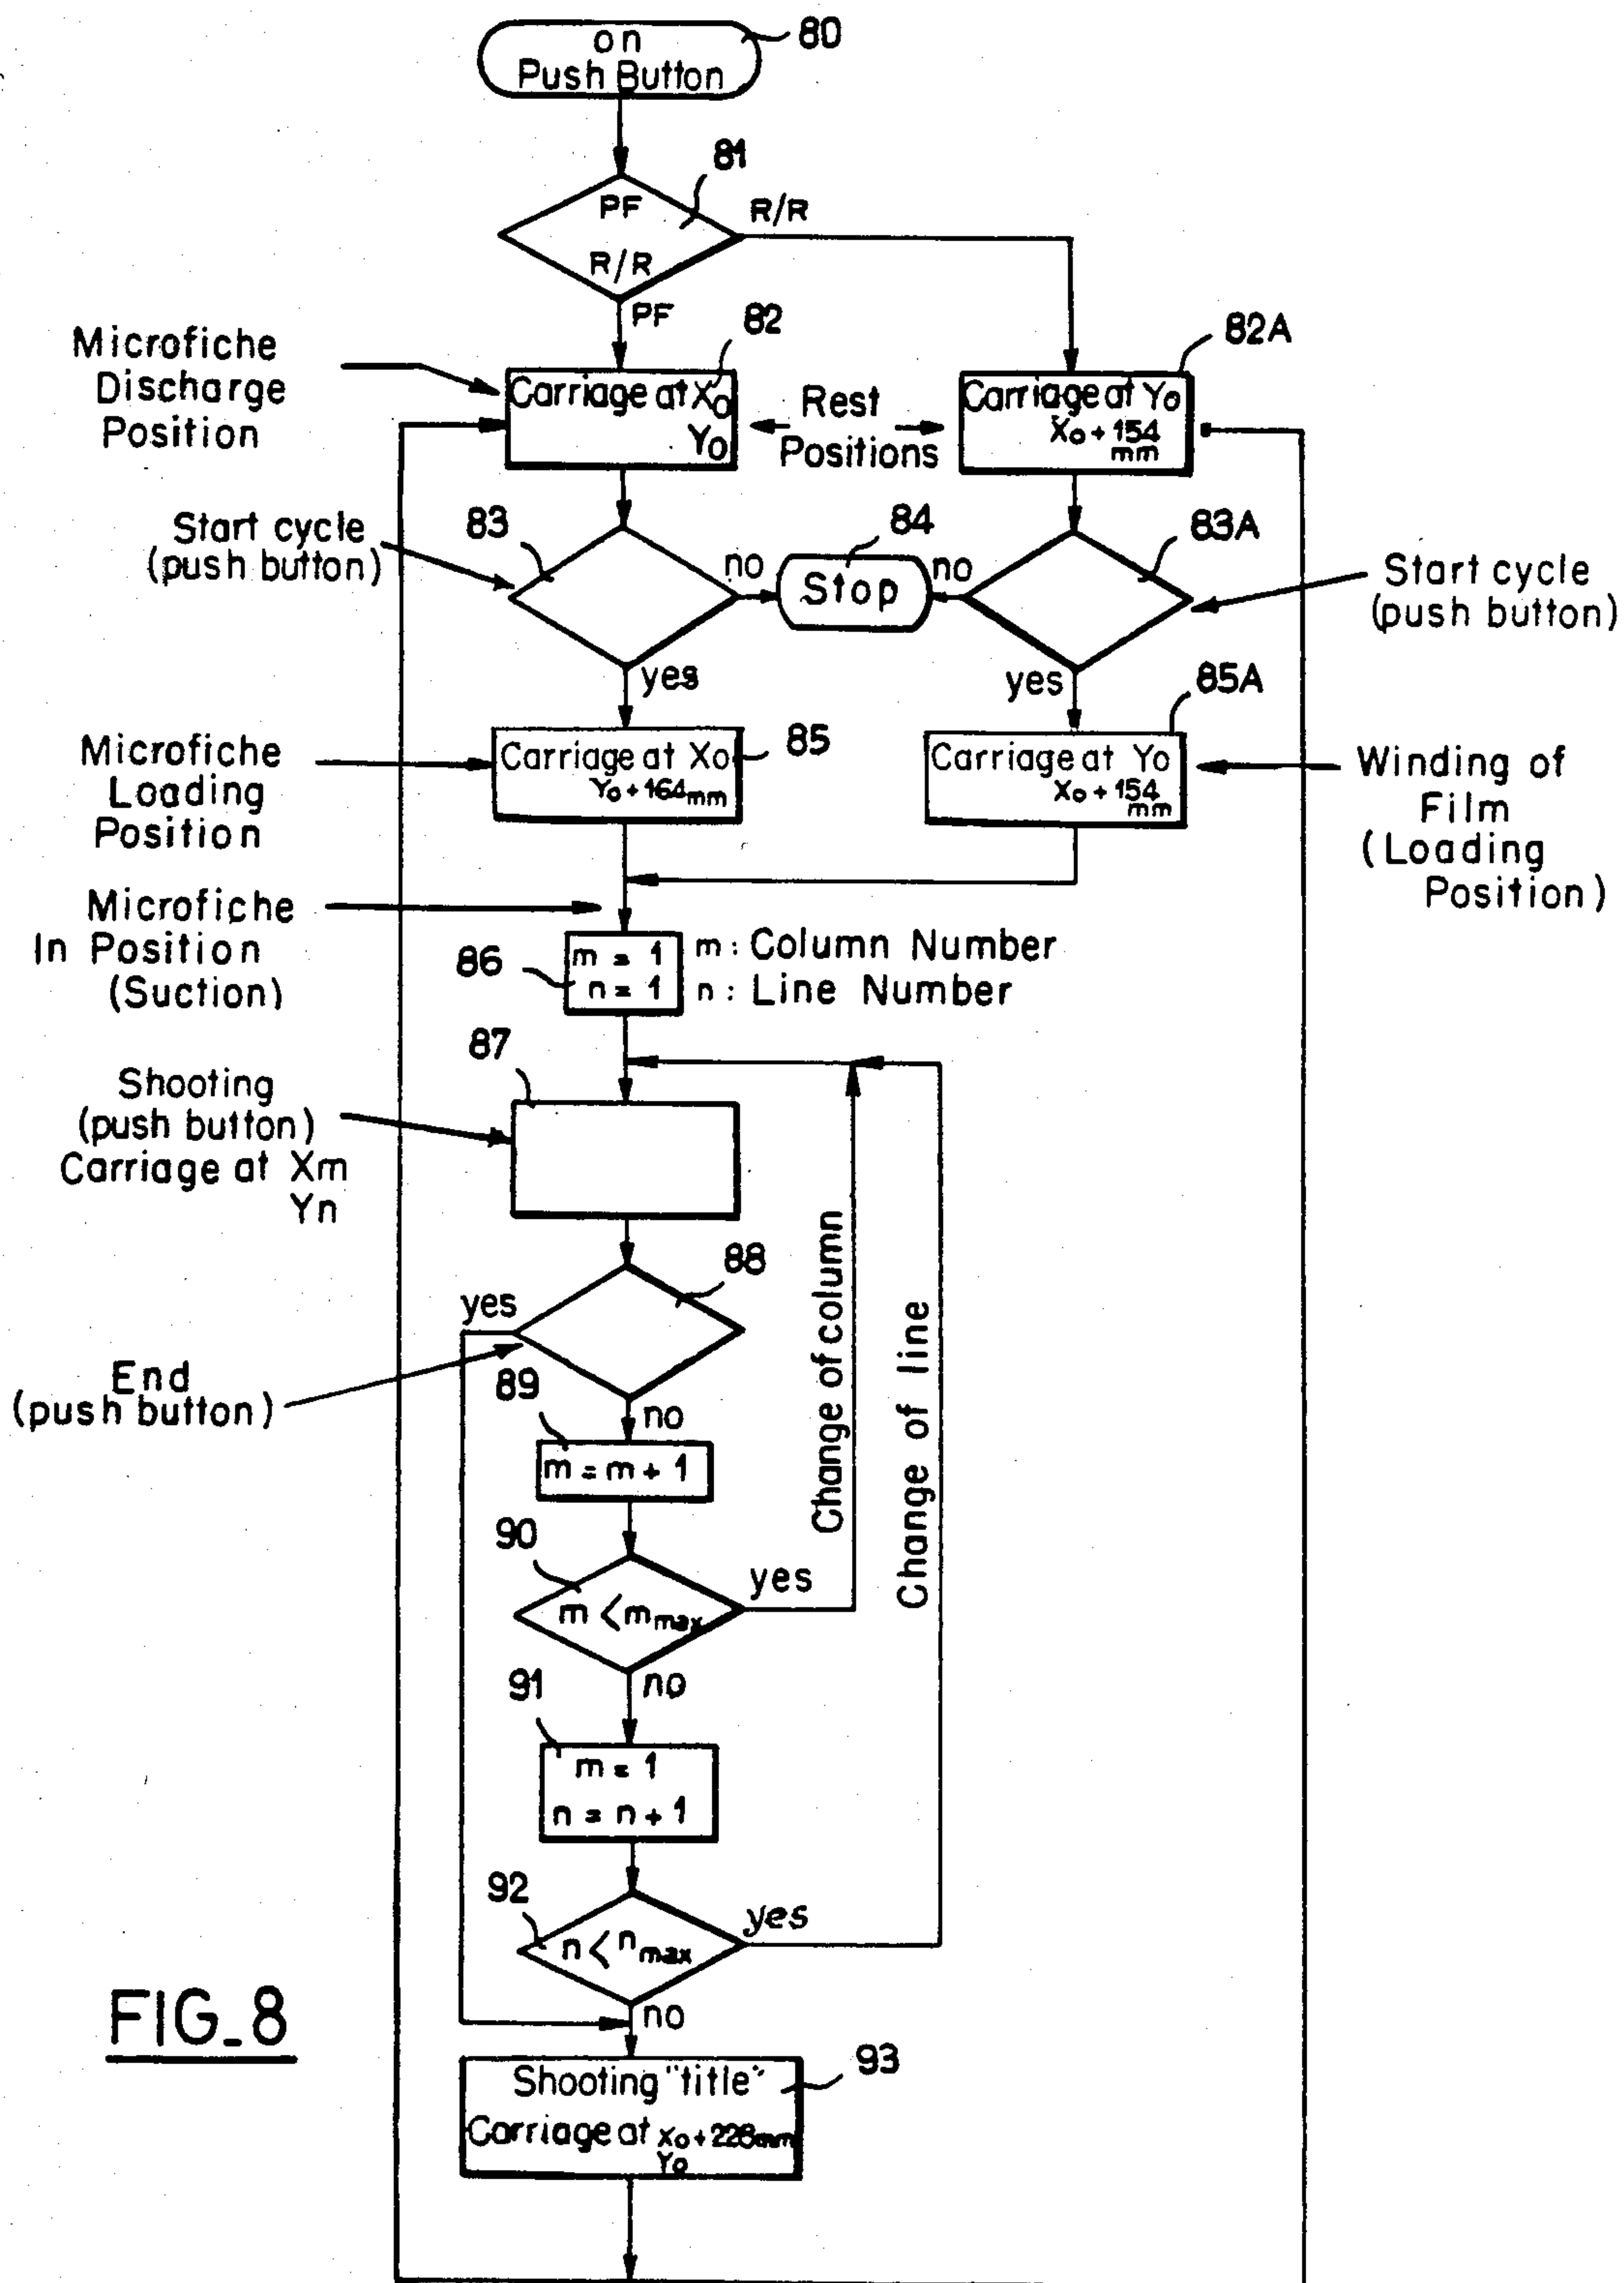 on
Push Button
80
81
PF
R/R
R/R
PF
82
82A
Microfiche
Discharge
Position
Carriage at Xo
Yo
Rest
Positions
Carriage at Yo
Xo + 154
mm
Start cycle
(push button)
83
no
84
Stop
no
83A
Start cycle
(push button)
yes
yes
85A
Microfiche
Loading
Position
Carriage at Xo
Yo + 164mm
85
Carriage at Yo
Xo + 154
mm
Winding of
Film
(Loading
Position)
Microfiche
In Position
(Suction)
86
m = 1
n = 1
m : Column Number
n : Line Number
87
Shooting
(push button)
Carriage at Xm
Yn
88
yes
End
(push button)
89
no
m = m + 1
Change of column
Change of line
90
m < mmax
yes
no
91
m = 1
n = n + 1
92
n < nmax
yes
no
FIG_8
Shooting "title"
Carriage at Xo + 228mm
Yo
93